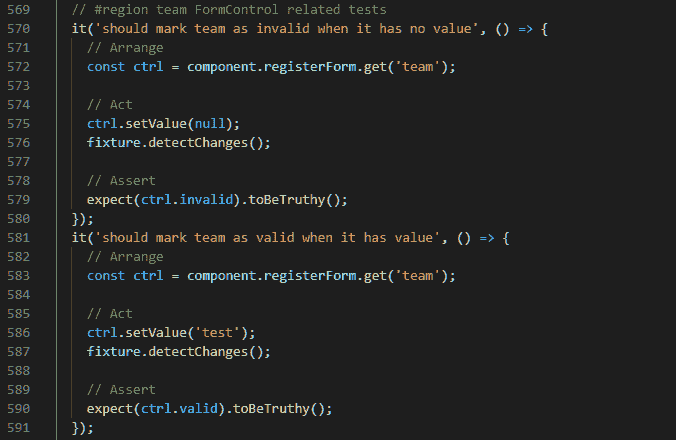 569 // #region team FormControl related tests
570 it('should mark team as invalid when it has no value', () => {
571 // Arrange
572 const ctrl = component.registerForm.get('team');
573
574 // Act
575 ctrl.setValue(null);
576 fixture.detectChanges();
577
578 // Assert
579 expect(ctrl.invalid).toBeTruthy();
580 });
581 it('should mark team as valid when it has value', () => {
582 // Arrange
583 const ctrl = component.registerForm.get('team');
584
585 // Act
586 ctrl.setValue('test');
587 fixture.detectChanges();
588
589 // Assert
590 expect(ctrl.valid).toBeTruthy();
591 });